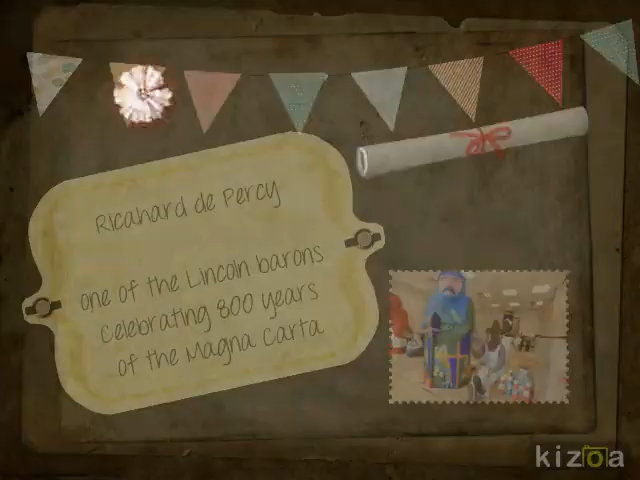 Ricahard de Percy
one of the Lincoln barons
Celebrating 800 years
of the Magna Carta
kizoa